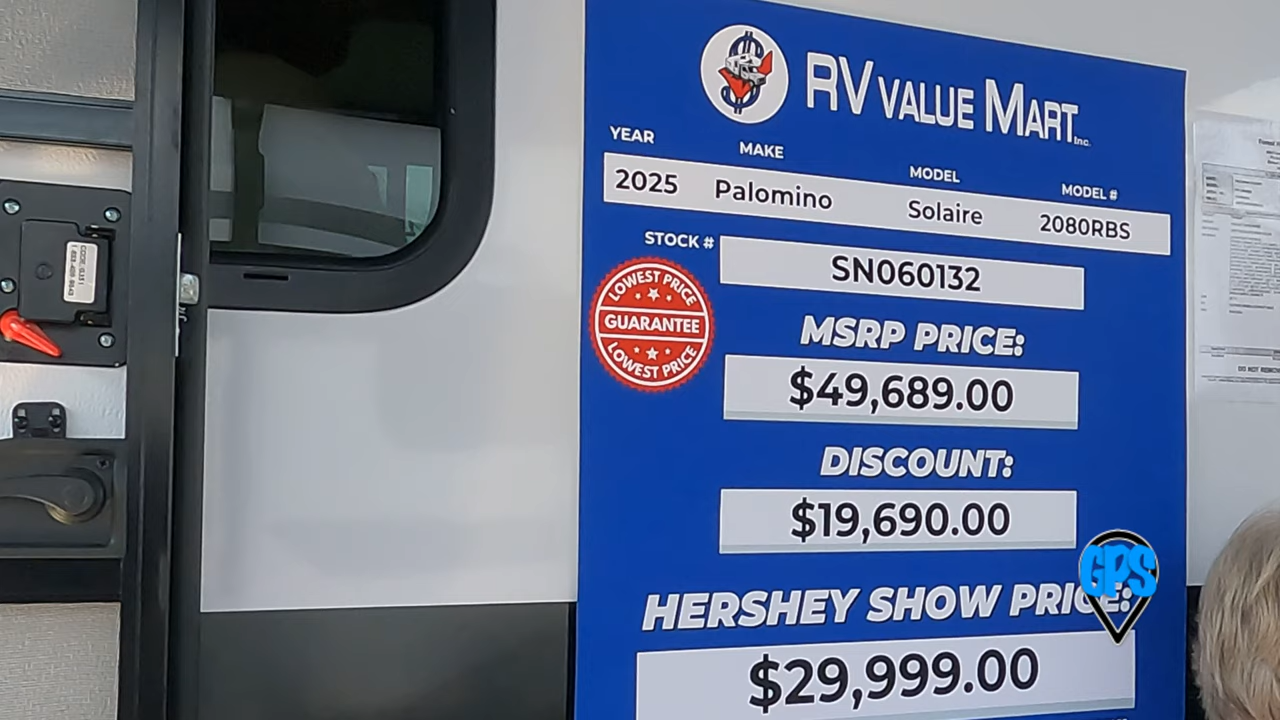 RV VALUE MART Inc.
YEAR MAKE MODEL MODEL #
2025 Palomino Solaire 2080RBS
STOCK # SN060132
LOWEST PRICE
GUARANTEE
LOWEST PRICE
MSRP PRICE:
$49,689.00
DISCOUNT:
$19,690.00
HERSHEY SHOW PRICE:
GPS
$29,999.00